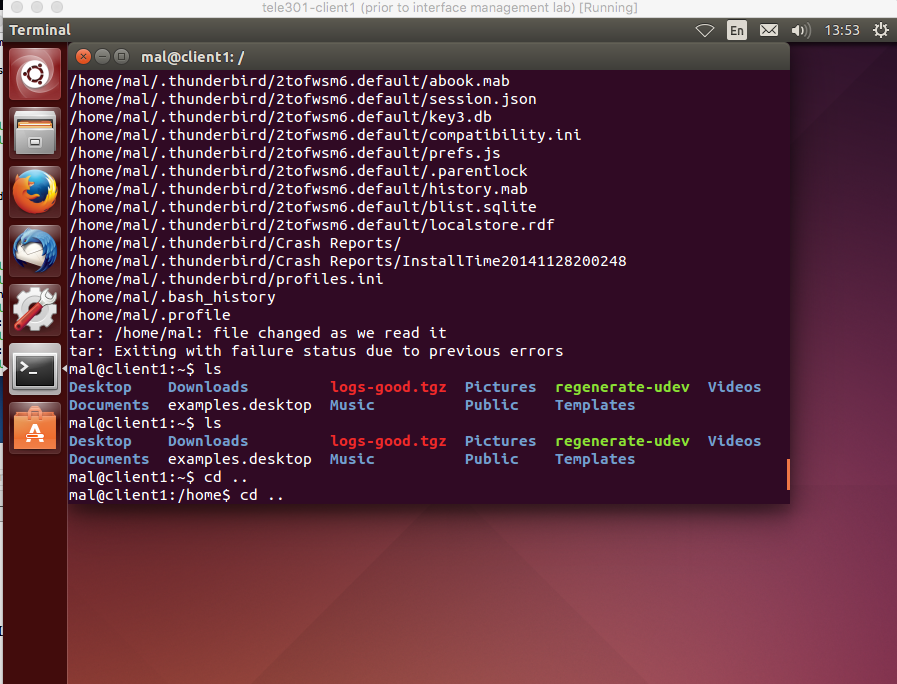 tele301-client1 (prior to interface management lab) [Running]
Terminal
En
13:53
mal@client1: /
/home/mal/.thunderbird/2tofwsm6.default/abook.mab
/home/mal/.thunderbird/2tofwsm6.default/session.json
/home/mal/.thunderbird/2tofwsm6.default/key3.db
/home/mal/.thunderbird/2tofwsm6.default/compatibility.ini
/home/mal/.thunderbird/2tofwsm6.default/prefs.js
/home/mal/.thunderbird/2tofwsm6.default/.parentlock
/home/mal/.thunderbird/2tofwsm6.default/history.mab
/home/mal/.thunderbird/2tofwsm6.default/blist.sqlite
/home/mal/.thunderbird/2tofwsm6.default/localstore.rdf
/home/mal/.thunderbird/Crash Reports/
/home/mal/.thunderbird/Crash Reports/InstallTime20141128200248
/home/mal/.thunderbird/profiles.ini
/home/mal/.bash_history
/home/mal/.profile
tar: /home/mal: file changed as we read it
tar: Exiting with failure status due to previous errors
mal@client1:~$ ls
Desktop Downloads logs-good.tgz Pictures regenerate-udev Videos
Documents examples.desktop Music Public Templates
mal@client1:~$ ls
Desktop Downloads logs-good.tgz Pictures regenerate-udev Videos
Documents examples.desktop Music Public Templates
mal@client1:~$ cd ..
mal@client1:/home$ cd ..